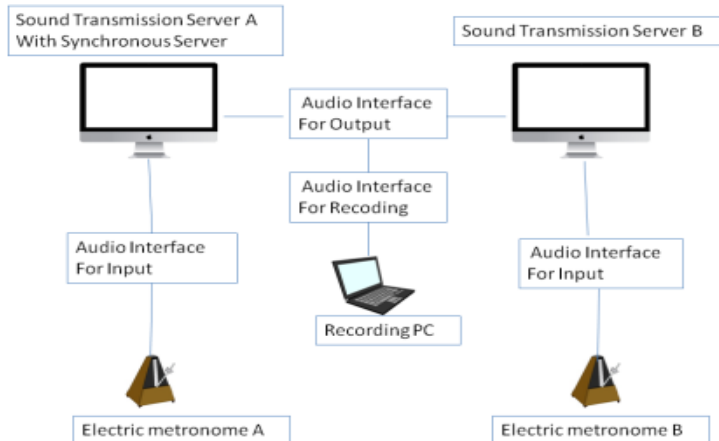 Sound Transmission Server A
With Synchronous Server
Sound Transmission Server B
Audio Interface
For Output
Audio Interface
For Recoding
Audio Interface
For Input
Audio Interface
For Input
Recording PC
Electric metronome A
Electric metronome B